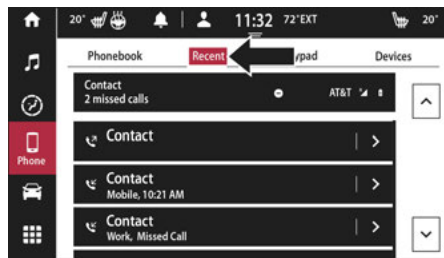 20° 11:32 72°EXT 20°
Phonebook Recent ypad Devices
Contact
2 missed calls AT&T
Contact
Phone
Contact
Mobile, 10:21 AM
Contact
Work, Missed Call